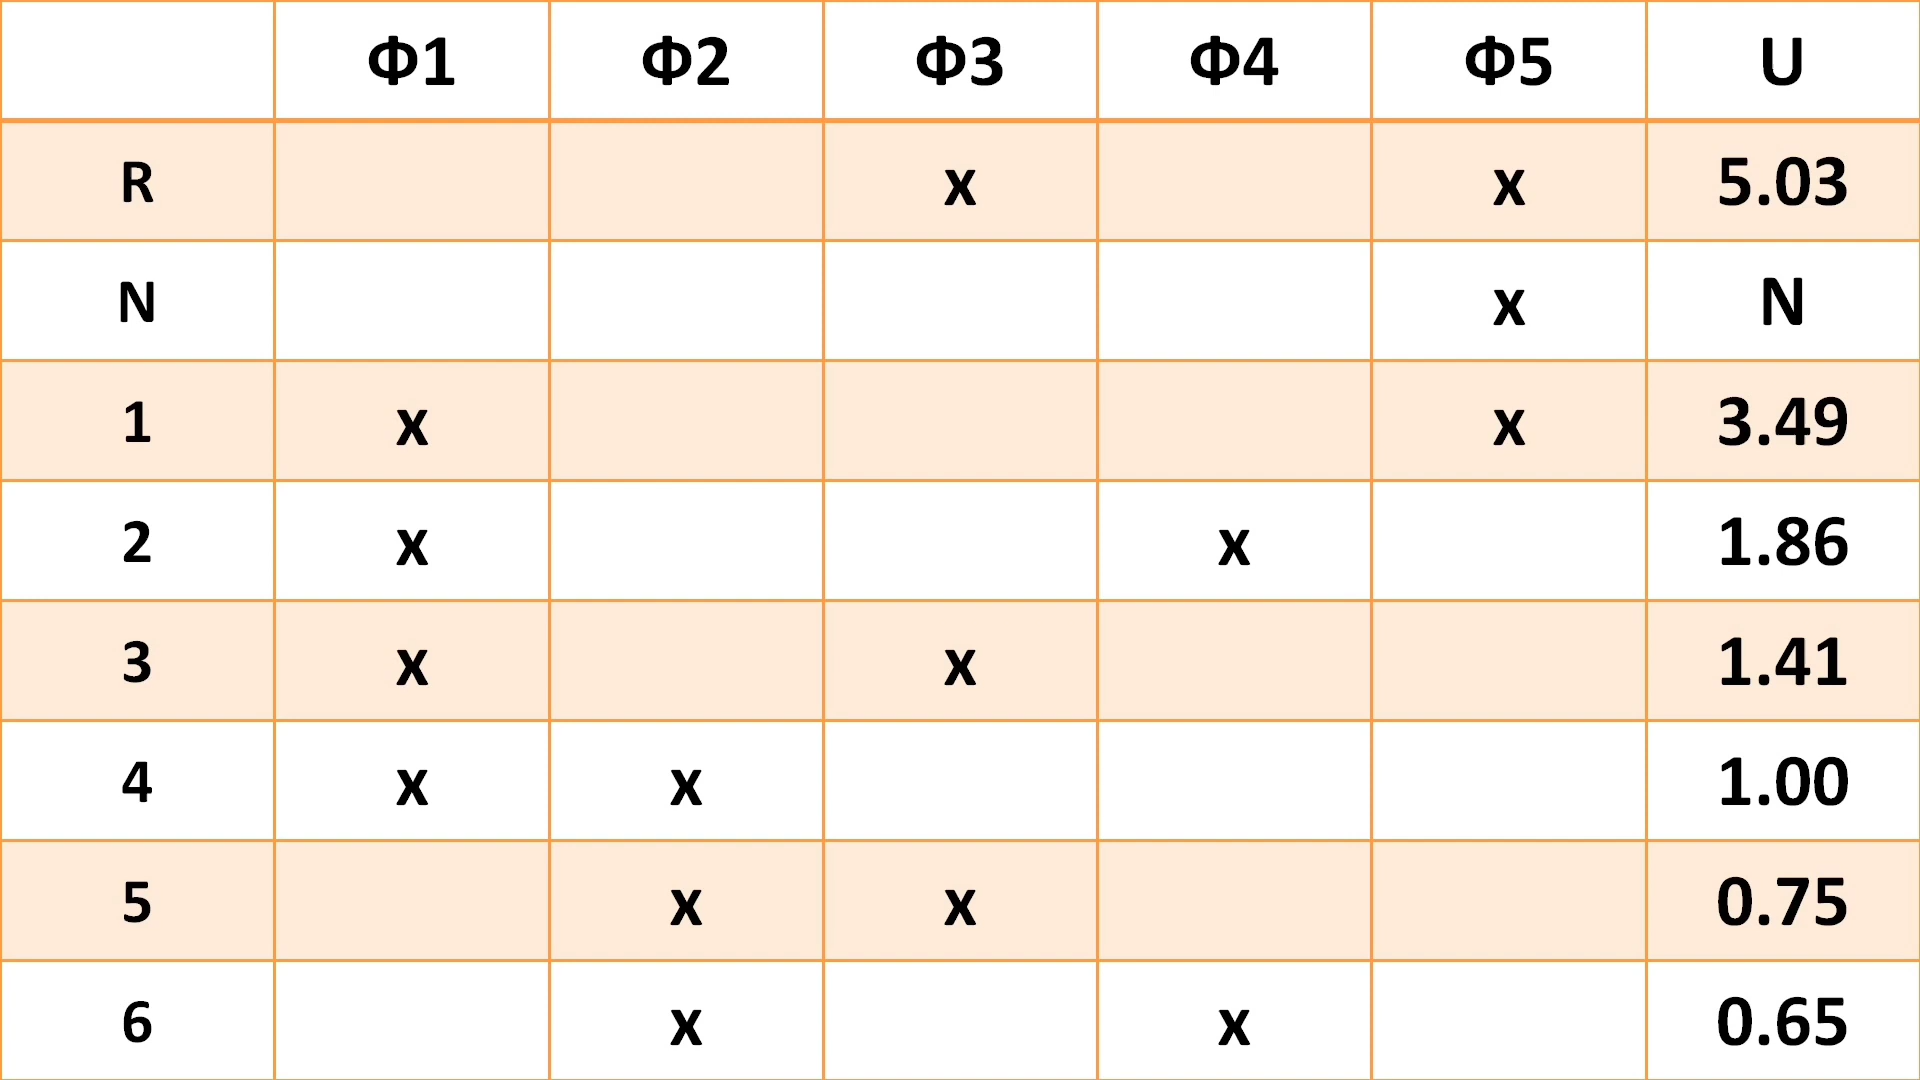 Φ1 Φ2 Φ3 Φ4 Φ5 U
R x x 5.03
N x N
1 x x 3.49
2 x x 1.86
3 x x 1.41
4 x x 1.00
5 x x 0.75
6 x x 0.65